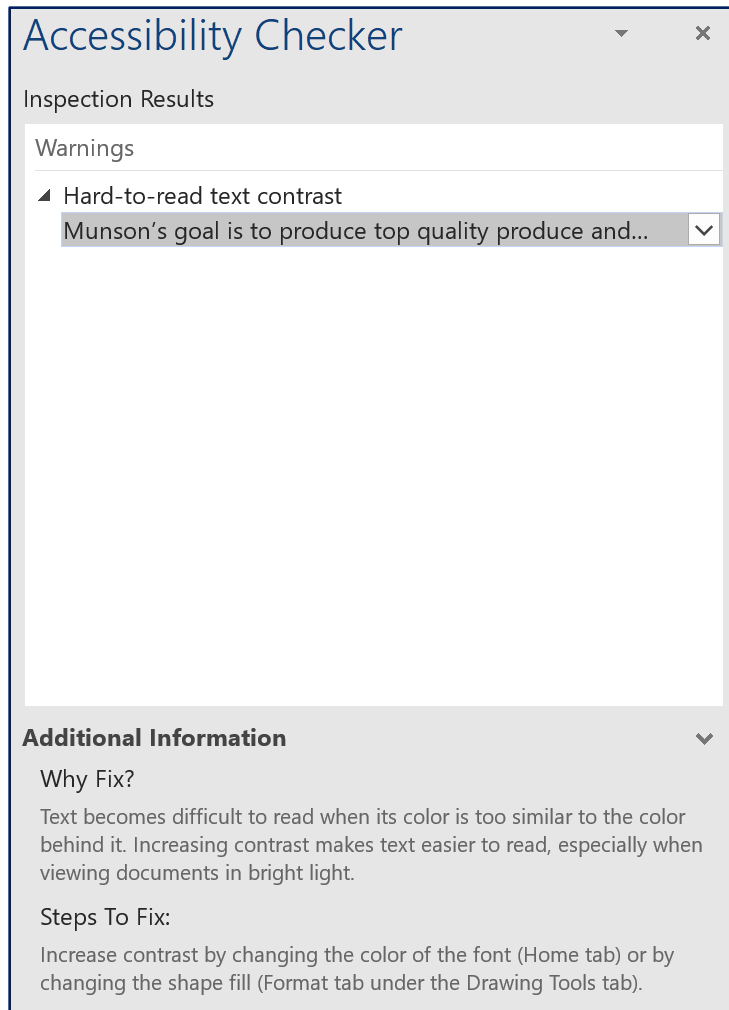 Accessibility Checker
Inspection Results
Warnings
Hard-to-read text contrast
Munson’s goal is to produce top quality produce and...
Additional Information
Why Fix?
Text becomes difficult to read when its color is too similar to the color
behind it. Increasing contrast makes text easier to read, especially when
viewing documents in bright light.
Steps To Fix:
Increase contrast by changing the color of the font (Home tab) or by
changing the shape fill (Format tab under the Drawing Tools tab).